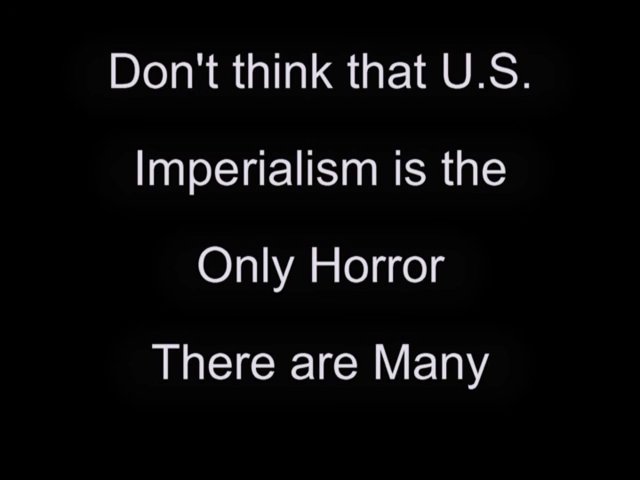 Don't think that U.S.
Imperialism is the
Only Horror
There are Many